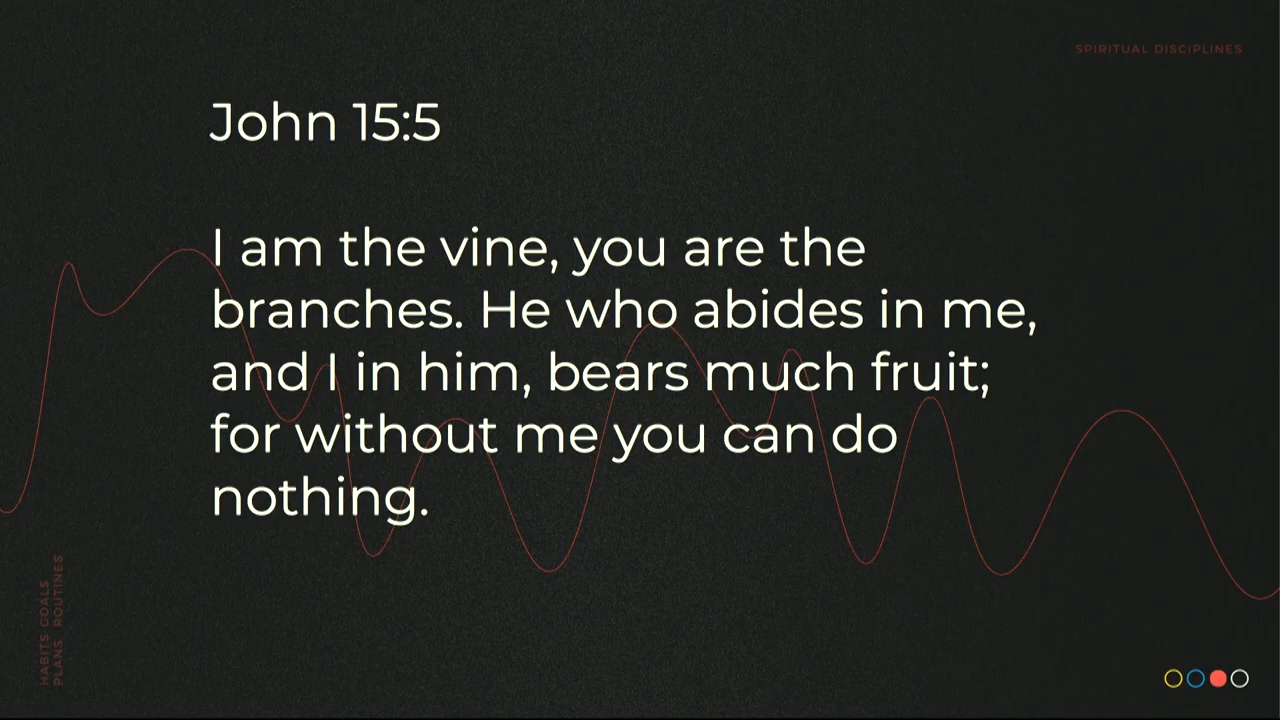 SPIRITUAL DISCIPLINES
John 15:5
I am the vine, you are the
branches. He who abides in me,
and I in him, bears much fruit;
for without me you can do
nothing.
HABITS GOALS
PLANS ROUTINES